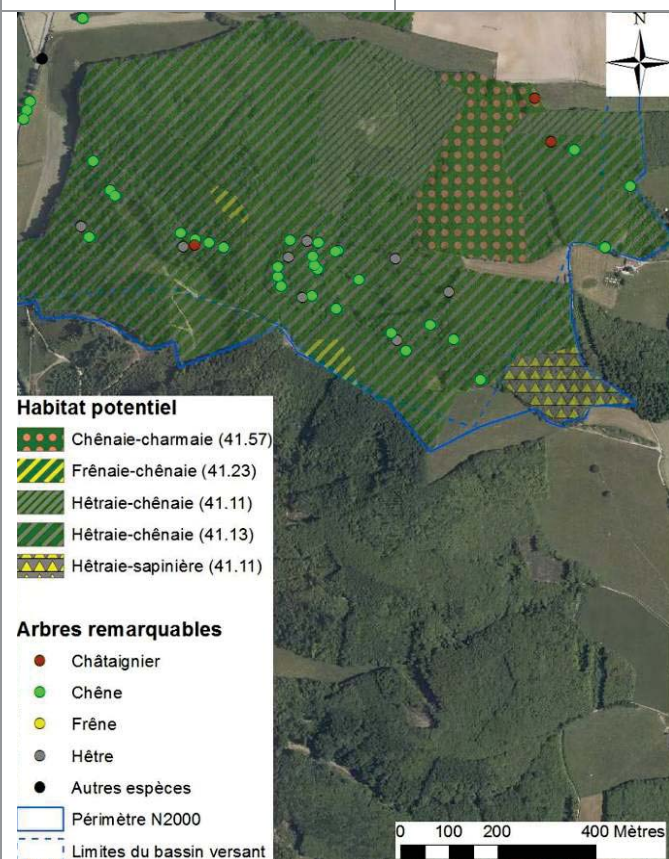 N
Habitat potentiel
Chênaie-charmaie (41.57)
Frênaie-chênaie (41.23)
Hêtraie-chênaie (41.11)
Hêtraie-chênaie (41.13)
Hêtraie-sapinière (41.11)
Arbres remarquables
Châtaignier
Chêne
Frêne
Hêtre
Autres espèces
Périmètre N2000
Limites du bassin versant
0 100 200 400 Mètres